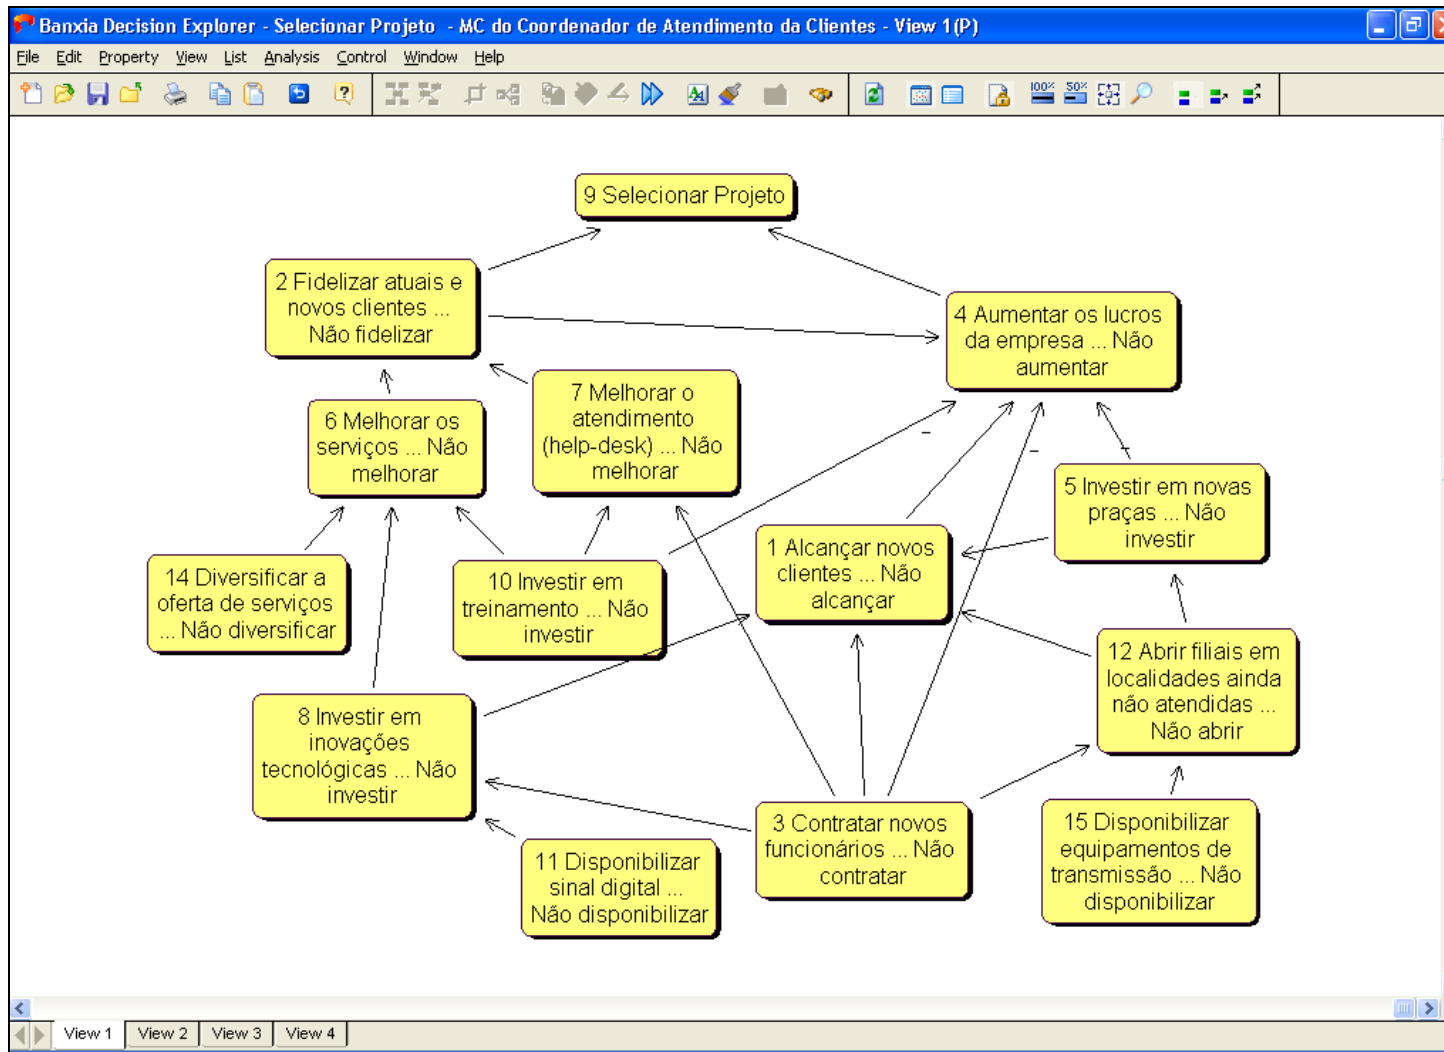 Banxia Decision Explorer - Selecionar Projeto - MC do Coordenador de Atendimento da Clientes - View 1 (P)
File Edit Property View List Analysis Control Window Help
100% 50%
9 Selecionar Projeto
2 Fidelizar atuais e
novos clientes ...
Não fidelizar
4 Aumentar os lucros
da empresa ... Não
aumentar
7 Melhorar o
atendimento
(help-desk) ... Não
melhorar
6 Melhorar os
serviços ... Não
melhorar
5 Investir em novas
praças ... Não
investir
1 Alcançar novos
clientes ... Não
alcançar
14 Diversificar a
oferta de serviços
... Não diversificar
10 Investir em
treinamento ... Não
investir
12 Abrir filiais em
localidades ainda
não atendidas ...
Não abrir
8 Investir em
inovações
tecnológicas ... Não
investir
3 Contratar novos
funcionários ... Não
contratar
15 Disponibilizar
equipamentos de
transmissão ... Não
disponibilizar
11 Disponibilizar
sinal digital ...
Não disponibilizar
View 1 View 2 View 3 View 4